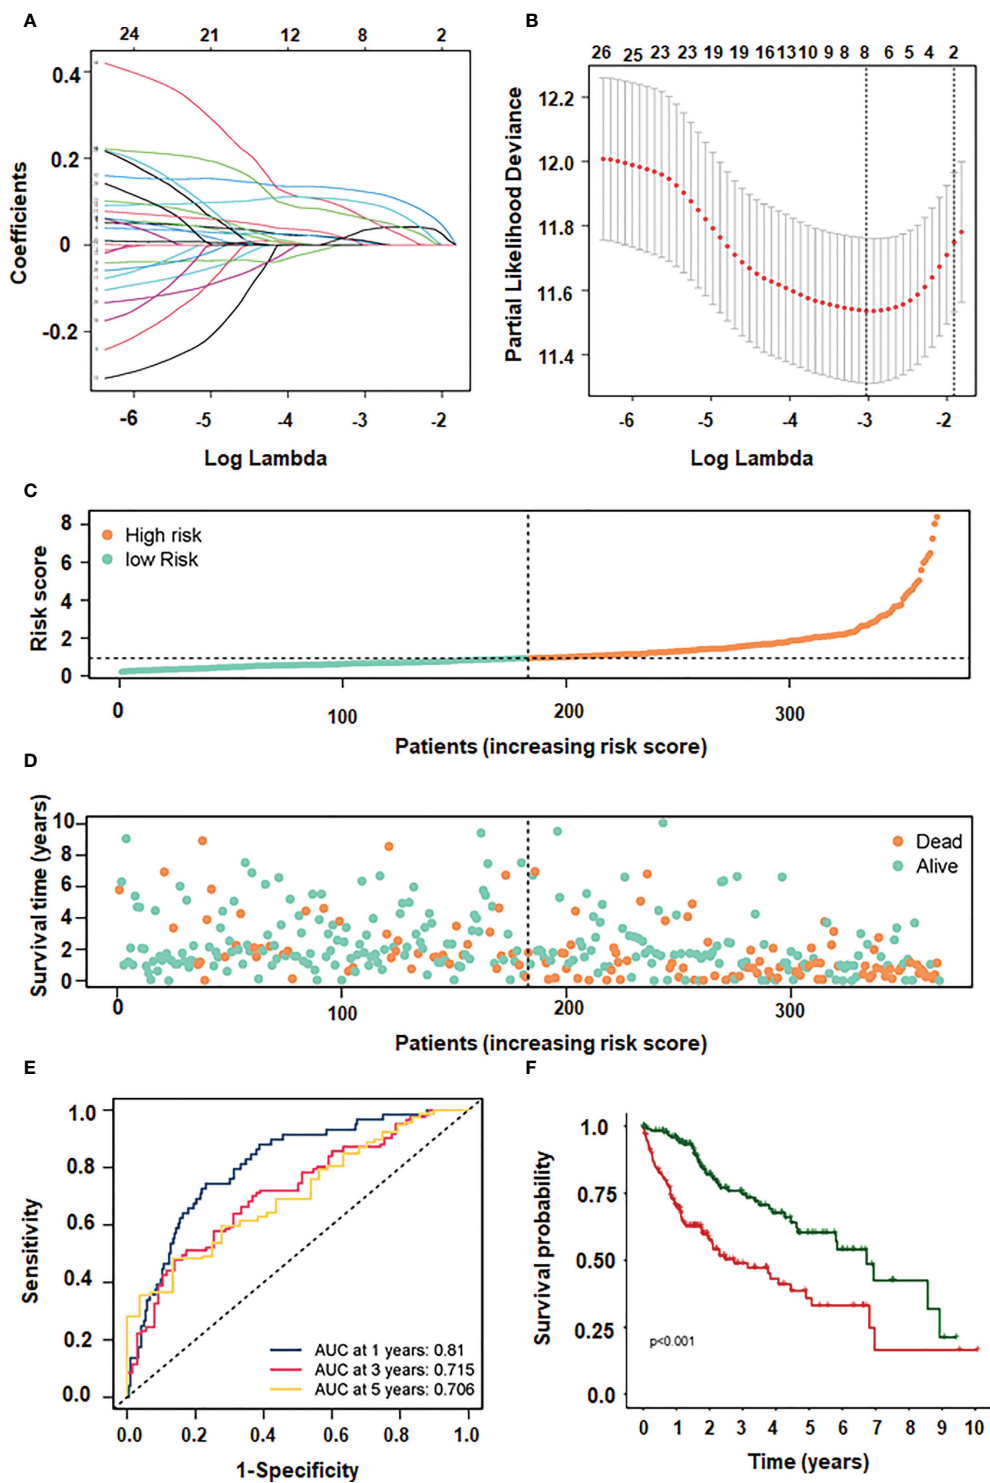 A
24 21 12 8 2
0.4
0.2
0
-0.2
Coefficients
-6 -5 -4 -3 -2
Log Lambda
B
26 25 23 23 19 19 16 13 10 9 8 8 6 5 4 2
12.2
12.0
11.8
11.6
11.4
Partial Likelihood Deviance
-6 -5 -4 -3 -2
Log Lambda
C
8
6
4
2
0
Risk score
High risk
low Risk
0 100 200 300
Patients (increasing risk score)
D
10
8
6
4
2
0
Survival time (years)
Dead
Alive
0 100 200 300
Patients (increasing risk score)
E
1.0
0.8
0.6
0.4
0.2
0.0
Sensitivity
AUC at 1 years: 0.81
AUC at 3 years: 0.715
AUC at 5 years: 0.706
0.0 0.2 0.4 0.6 0.8 1.0
1-Specificity
F
1.0
0.75
0.50
0.25
0.0
Survival probability
p<0.001
0 1 2 3 4 5 6 7 8 9 10
Time (years)